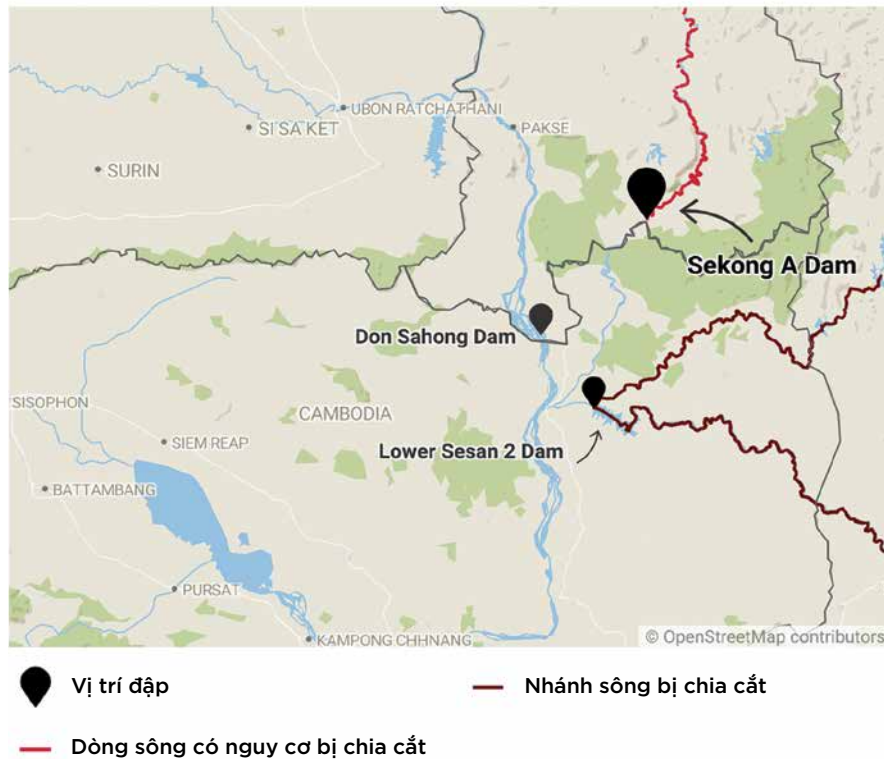 UBON RATCHATHANI
SI SA KET
PAKSE
SURIN
Sekong A Dam
Don Sahong Dam
SISOPHON
CAMBODIA
SIEM REAP
Lower Sesan 2 Dam
BATTAMBANG
PURSAT
KAMPONG CHHNANG
© OpenStreetMap contributors
Vị trí đập
Nhánh sông bị chia cắt
Dòng sông có nguy cơ bị chia cắt